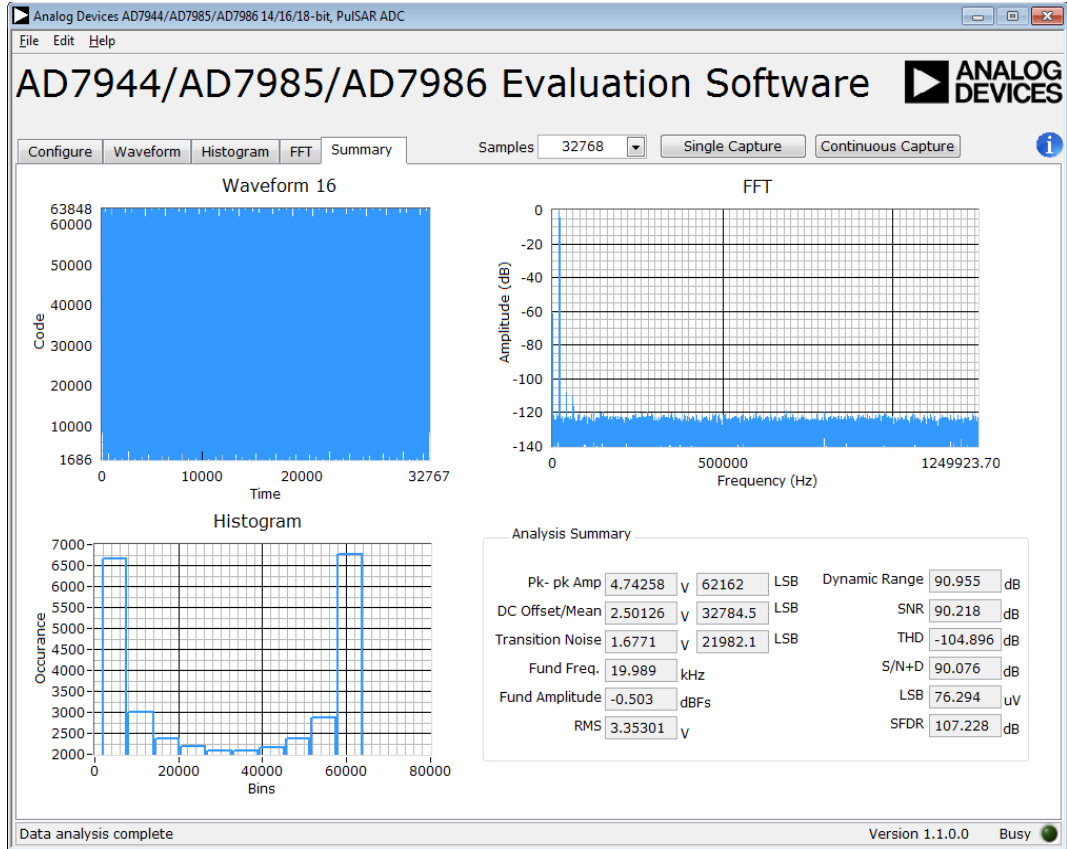 Analog Devices AD7944/AD7985/AD7986 14/16/18-bit, PulSAR ADC
File Edit Help
AD7944/AD7985/AD7986 Evaluation Software
ANALOG
DEVICES
Configure Waveform Histogram FFT Summary
Samples 32768 Single Capture Continuous Capture
i
Waveform 16
63848
60000
50000
40000
30000
20000
10000
1686
Code
0 10000 20000 32767
Time
FFT
0
-20
-40
-60
-80
-100
-120
-140
Amplitude (dB)
0 500000 1249923.70
Frequency (Hz)
Histogram
7000
6500
6000
5500
5000
4500
4000
3500
3000
2500
2000
Occurance
0 20000 40000 60000 80000
Bins
Analysis Summary
Pk- pk Amp 4.74258 V 62162 LSB
DC Offset/Mean 2.50126 V 32784.5 LSB
Transition Noise 1.6771 V 21982.1 LSB
Fund Freq. 19.989 kHz
Fund Amplitude -0.503 dBFs
RMS 3.35301 V
Dynamic Range 90.955 dB
SNR 90.218 dB
THD -104.896 dB
S/N+D 90.076 dB
LSB 76.294 uV
SFDR 107.228 dB
Data analysis complete
Version 1.1.0.0 Busy